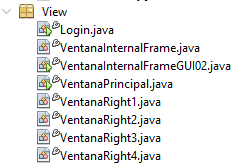 View
Login.java
VentanaInternalFrame.java
VentanaInternalFrameGUI02.java
VentanaPrincipal.java
VentanaRight1.java
VentanaRight2.java
VentanaRight3.java
VentanaRight4.java